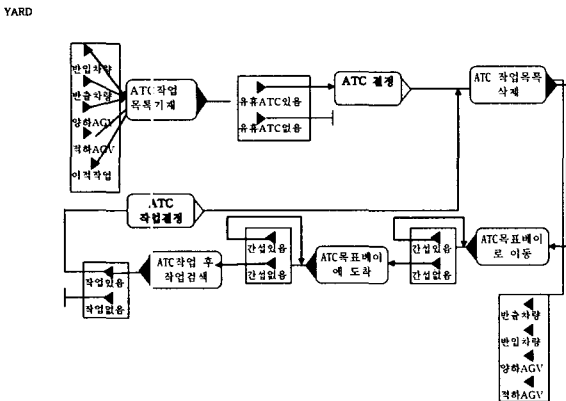 YARD
반입차량
반출차량
양하AGV
적하AGV
이적작업
ATC작업
목록기재
유휴ATC있음
유휴ATC없음
ATC 결정
ATC 작업목록
삭제
ATC
작업결정
작업있음
작업없음
ATC작업 후
작업검색
간섭있음
간섭없음
ATC목표베이
에 도착
간섭있음
간섭없음
ATC목표베이
로 이동
반출차량
반입차량
양하AGV
적하AGV